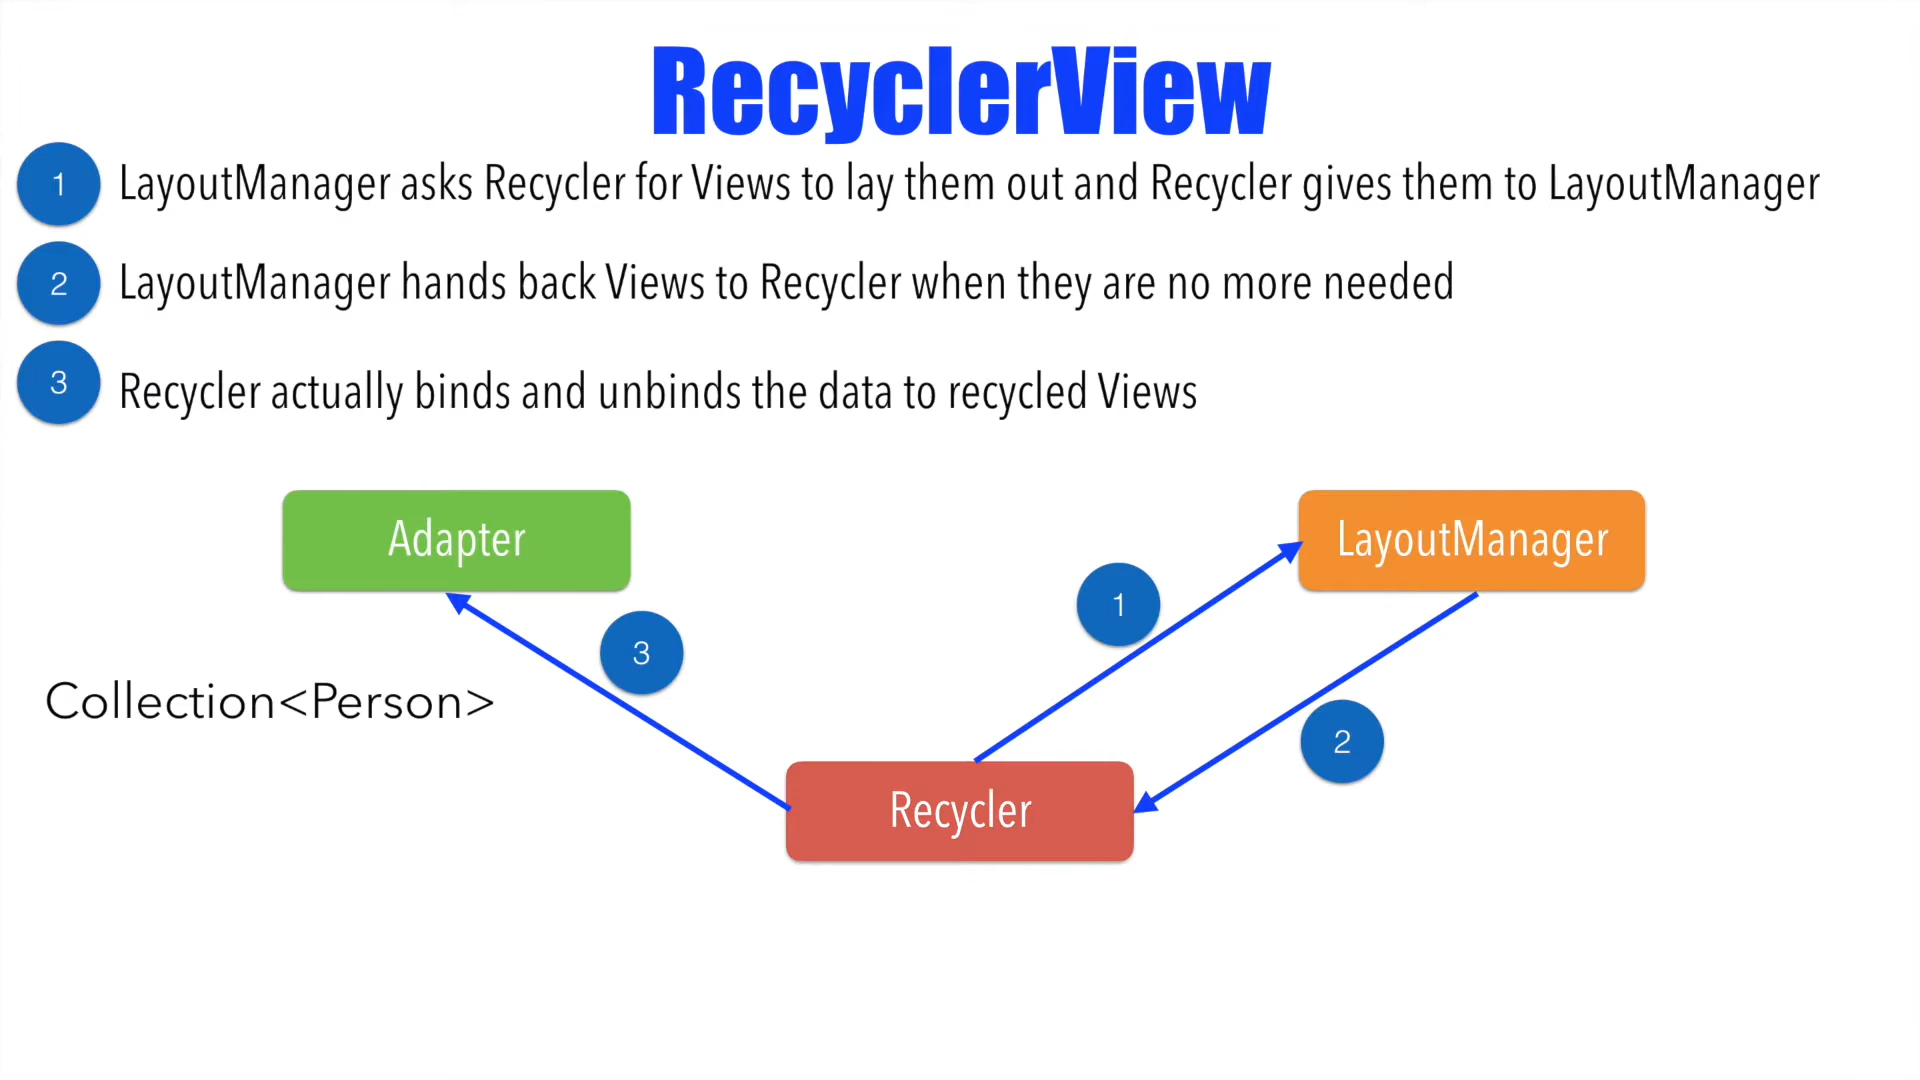 RecyclerView
1 LayoutManager asks Recycler for Views to lay them out and Recycler gives them to LayoutManager
2 LayoutManager hands back Views to Recycler when they are no more needed
3 Recycler actually binds and unbinds the data to recycled Views
Adapter
LayoutManager
1
3
Collection<Person>
2
Recycler